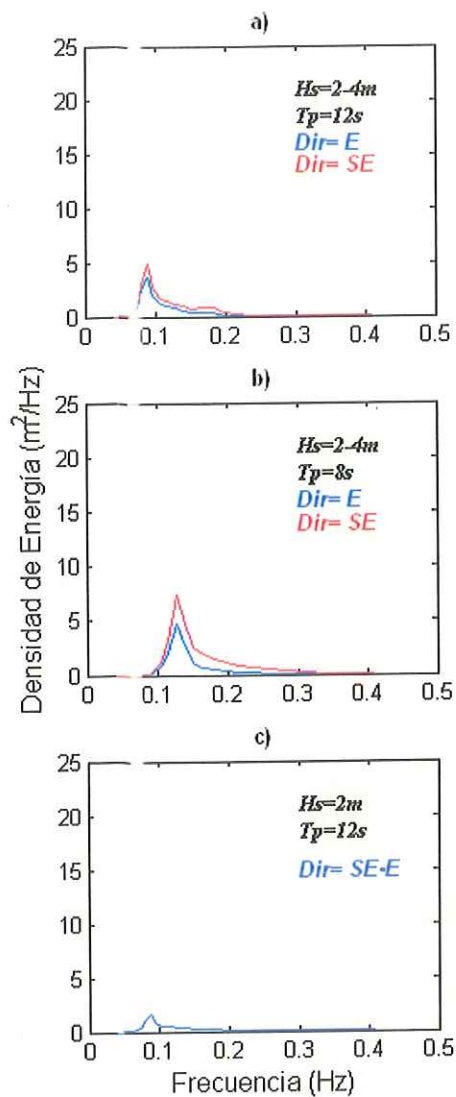 a)
25
20
15
10
5
0
Hs=2-4m
Tp=12s
Dir= E
Dir= SE
0 0.1 0.2 0.3 0.4 0.5
b)
25
20
15
10
5
0
Hs=2-4m
Tp=8s
Dir= E
Dir= SE
0 0.1 0.2 0.3 0.4 0.5
Densidad de Energía (m²/Hz)
c)
25
20
15
10
5
0
Hs=2m
Tp=12s
Dir= SE-E
0 0.1 0.2 0.3 0.4 0.5
Frecuencia (Hz)